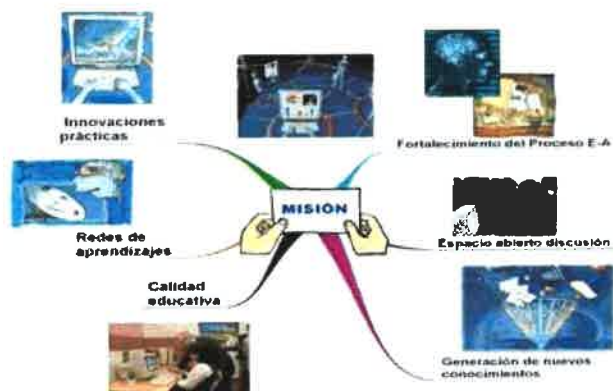 Innovaciones
prácticas
Fortalecimiento del Proceso E-A
MISIÓN
Redes de
aprendizajes
Espacio abierto discusión
Calidad
educativa
Generación de nuevos
conocimientos